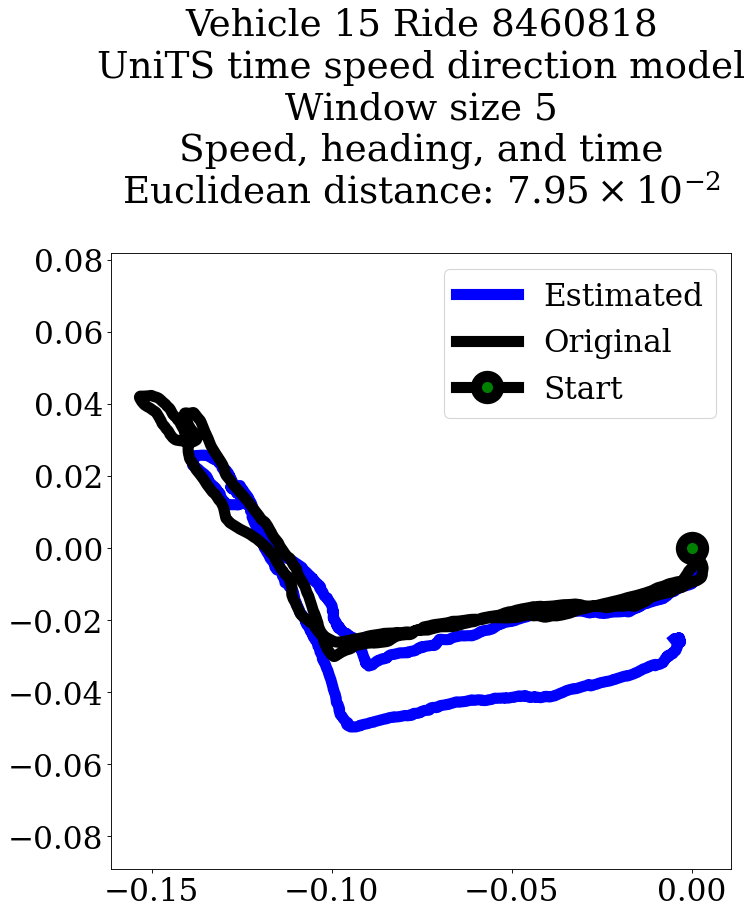 Vehicle 15 Ride 8460818
UniTS time speed direction model
Window size 5
Speed, heading, and time
Euclidean distance: 7.95 × 10⁻²
0.08
0.06
0.04
0.02
0.00
−0.02
−0.04
−0.06
−0.08
Estimated
Original
Start
−0.15 −0.10 −0.05 0.00